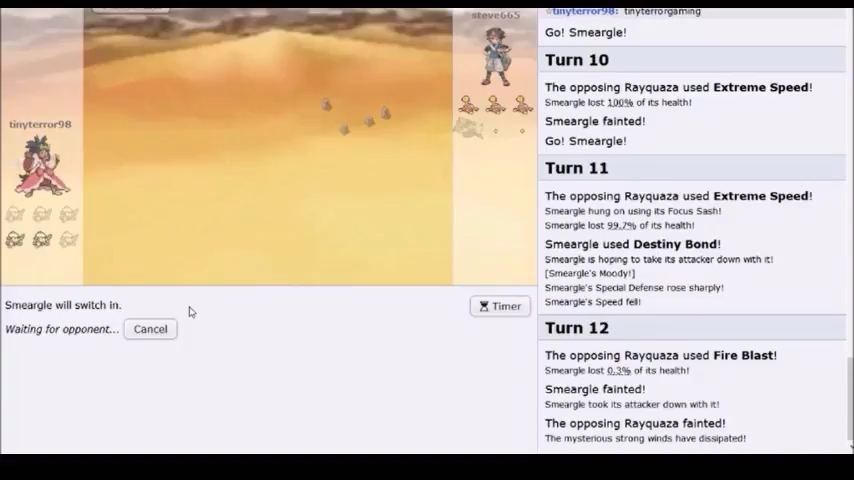 steve665
tinyterror98
Smeargle will switch in.
Waiting for opponent...
Cancel
Timer
☆tinyterror98: tinyterrorgaming
Go! Smeargle!
Turn 10
The opposing Rayquaza used Extreme Speed!
Smeargle lost 100% of its health!
Smeargle fainted!
Go! Smeargle!
Turn 11
The opposing Rayquaza used Extreme Speed!
Smeargle hung on using its Focus Sash!
Smeargle lost 99.7% of its health!
Smeargle used Destiny Bond!
Smeargle is hoping to take its attacker down with it!
[Smeargle's Moody!]
Smeargle's Special Defense rose sharply!
Smeargle's Speed fell!
Turn 12
The opposing Rayquaza used Fire Blast!
Smeargle lost 0.3% of its health!
Smeargle fainted!
Smeargle took its attacker down with it!
The opposing Rayquaza fainted!
The mysterious strong winds have dissipated!